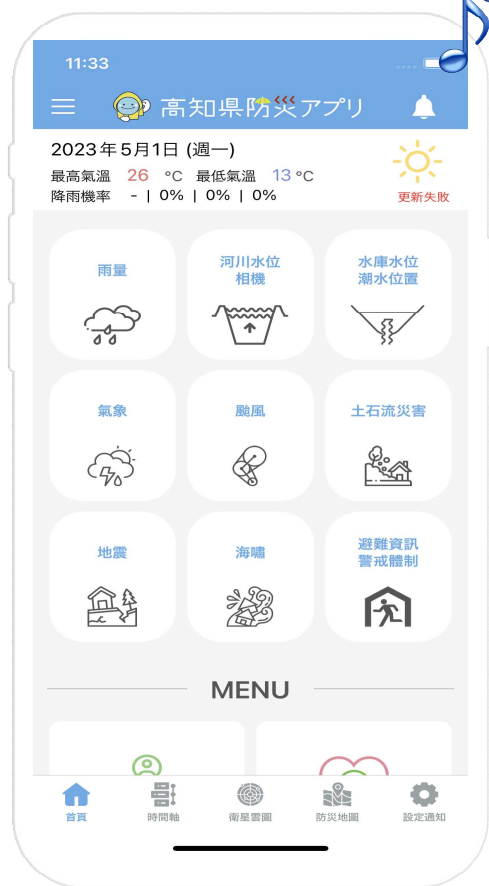 11:33
高知県防災アプリ
2023年5月1日 (週一)
最高氣溫 26 °C 最低氣溫 13 °C
降雨機率 - | 0% | 0% | 0%
更新失敗
雨量
河川水位
相機
水庫水位
潮水位置
氣象
颱風
土石流災害
地震
海嘯
避難資訊
警戒體制
MENU
首頁
時間軸
衛星雲圖
防災地圖
設定通知